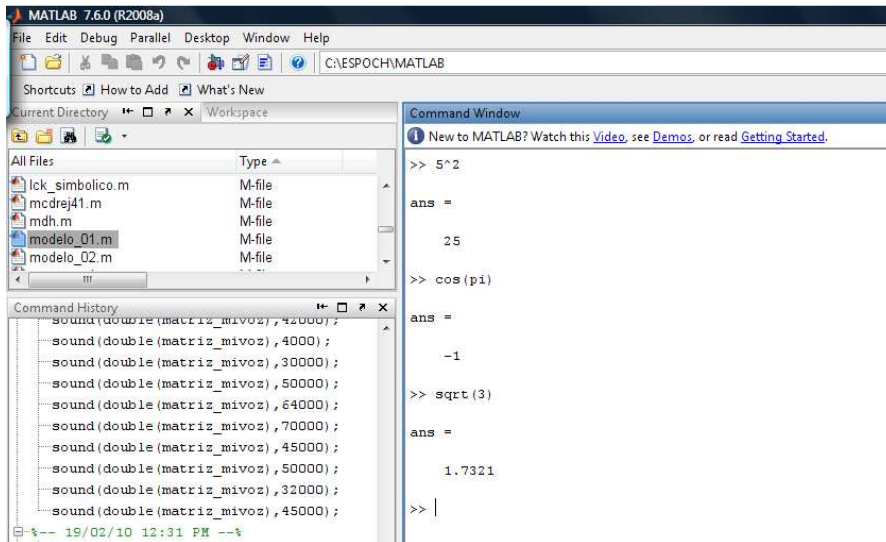 MATLAB 7.6.0 (R2008a)
File Edit Debug Parallel Desktop Window Help
C:\ESPOCH\MATLAB
Shortcuts How to Add What's New
Current Directory Workspace
All Files Type
lck_simbolico.m M-file
mcdrej41.m M-file
mdh.m M-file
modelo_01.m M-file
modelo_02.m M-file
Command History
sound(double(matriz_mivoz),42000);
sound(double(matriz_mivoz),4000);
sound(double(matriz_mivoz),30000);
sound(double(matriz_mivoz),50000);
sound(double(matriz_mivoz),64000);
sound(double(matriz_mivoz),70000);
sound(double(matriz_mivoz),45000);
sound(double(matriz_mivoz),50000);
sound(double(matriz_mivoz),32000);
sound(double(matriz_mivoz),45000);
%-- 19/02/10 12:31 PM --%
Command Window
New to MATLAB? Watch this Video, see Demos, or read Getting Started.
>> 5^2
ans =
25
>> cos(pi)
ans =
-1
>> sqrt(3)
ans =
1.7321
>>